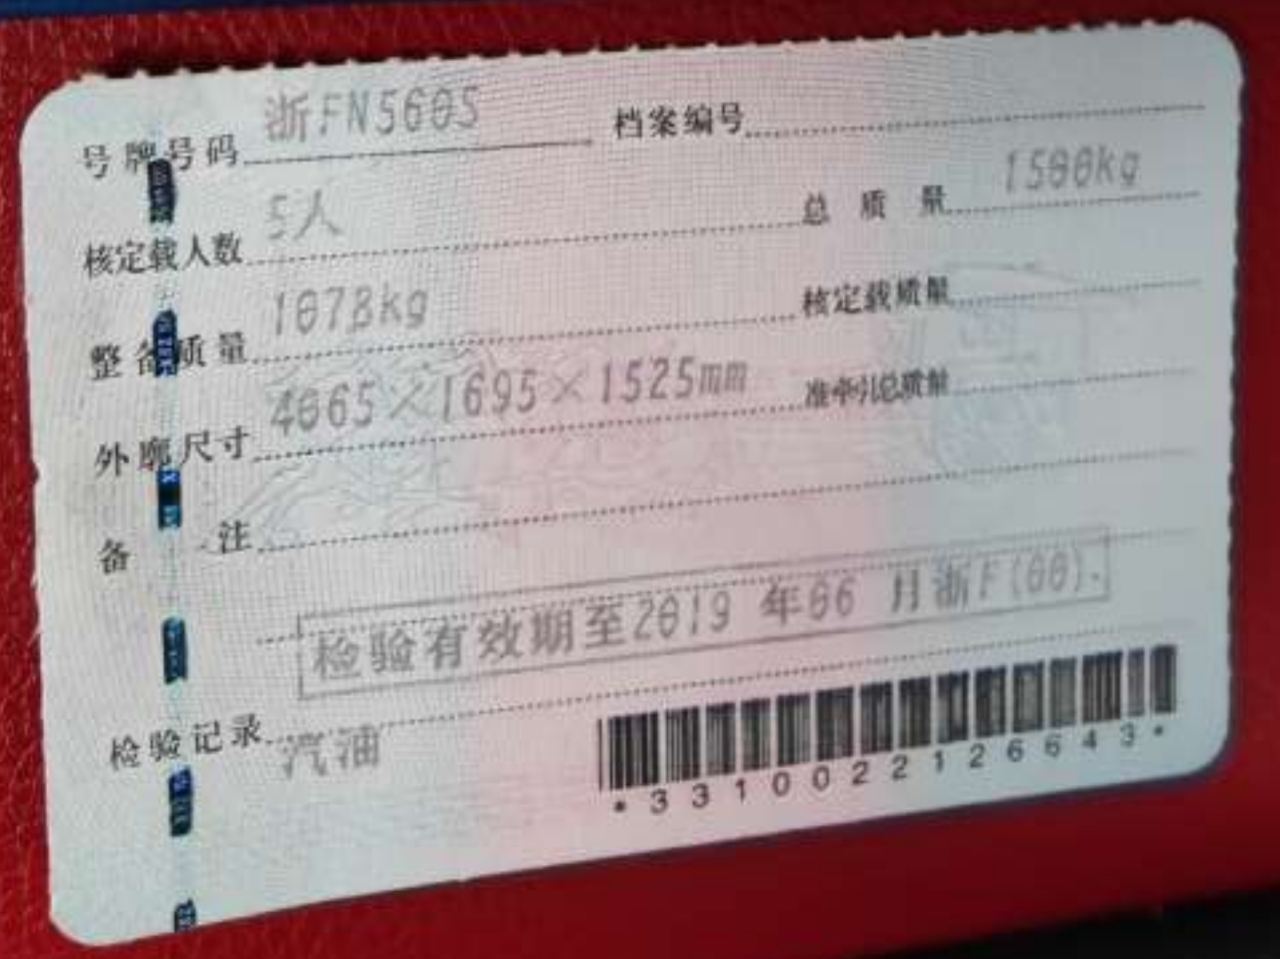 号牌号码 浙FN5605 档案编号
核定载人数 5人 总质量 1500kg
整备质量 1078kg 核定载质量
外廓尺寸 4065×1695×1525mm 准牵引总质量
备注
检验有效期至2019年06月浙F(00).
检验记录
汽油
*3310022126643*